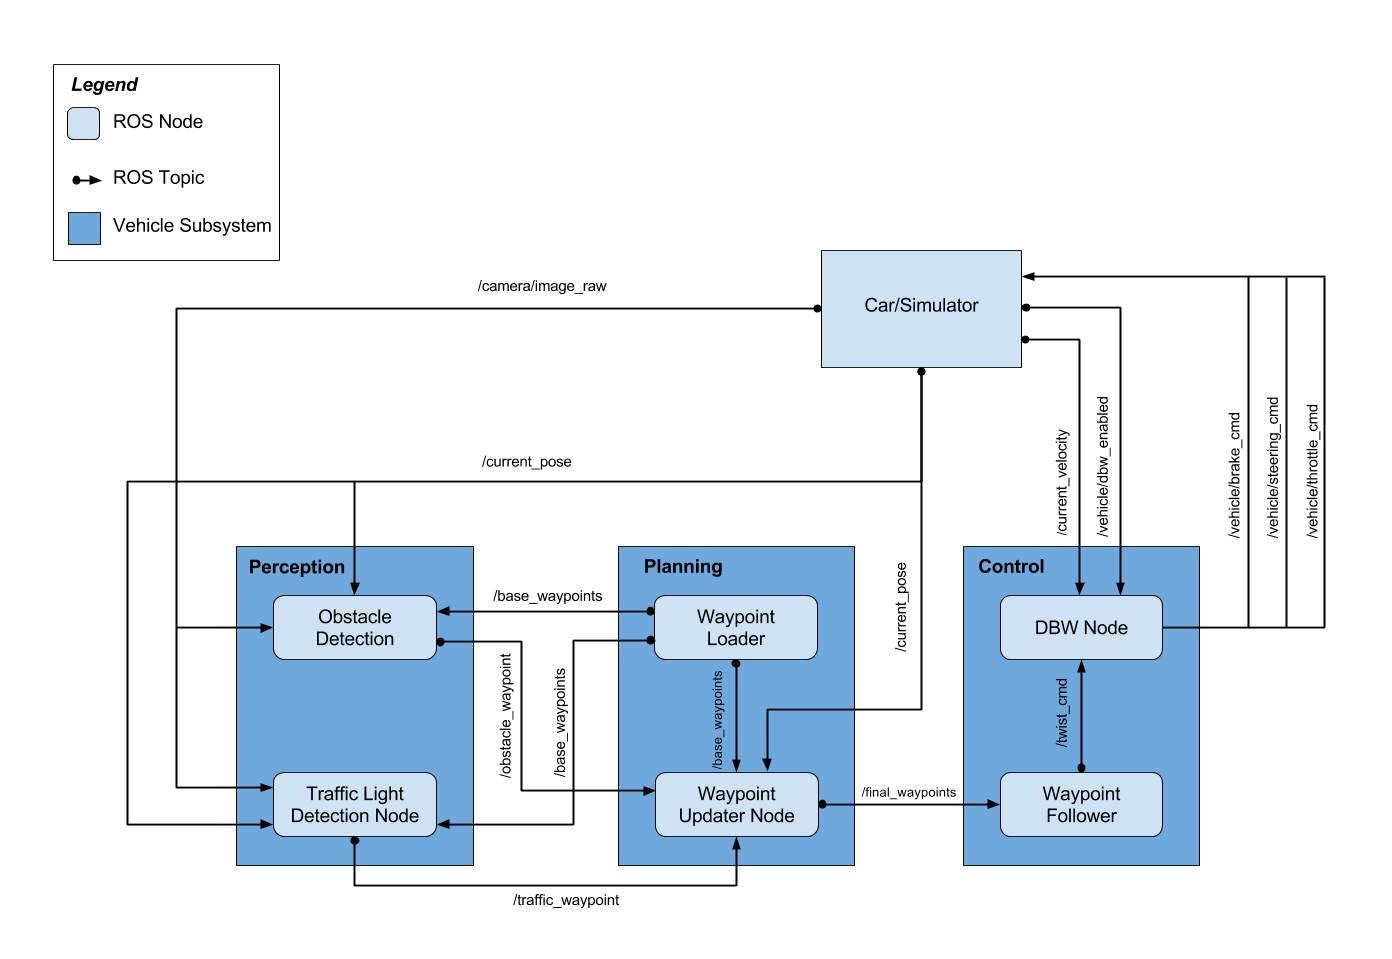 Legend
ROS Node
ROS Topic
Vehicle Subsystem
/camera/image_raw
Car/Simulator
/current_pose
/current_velocity
/vehicle/dbw_enabled
/vehicle/brake_cmd
/vehicle/steering_cmd
/vehicle/throttle_cmd
Perception
Obstacle
Detection
Traffic Light
Detection Node
/base_waypoints
/obstacle_waypoint
/base_waypoints
/traffic_waypoint
Planning
Waypoint
Loader
/base_waypoints
Waypoint
Updater Node
/current_pose
/final_waypoints
Control
DBW Node
/twist_cmd
Waypoint
Follower